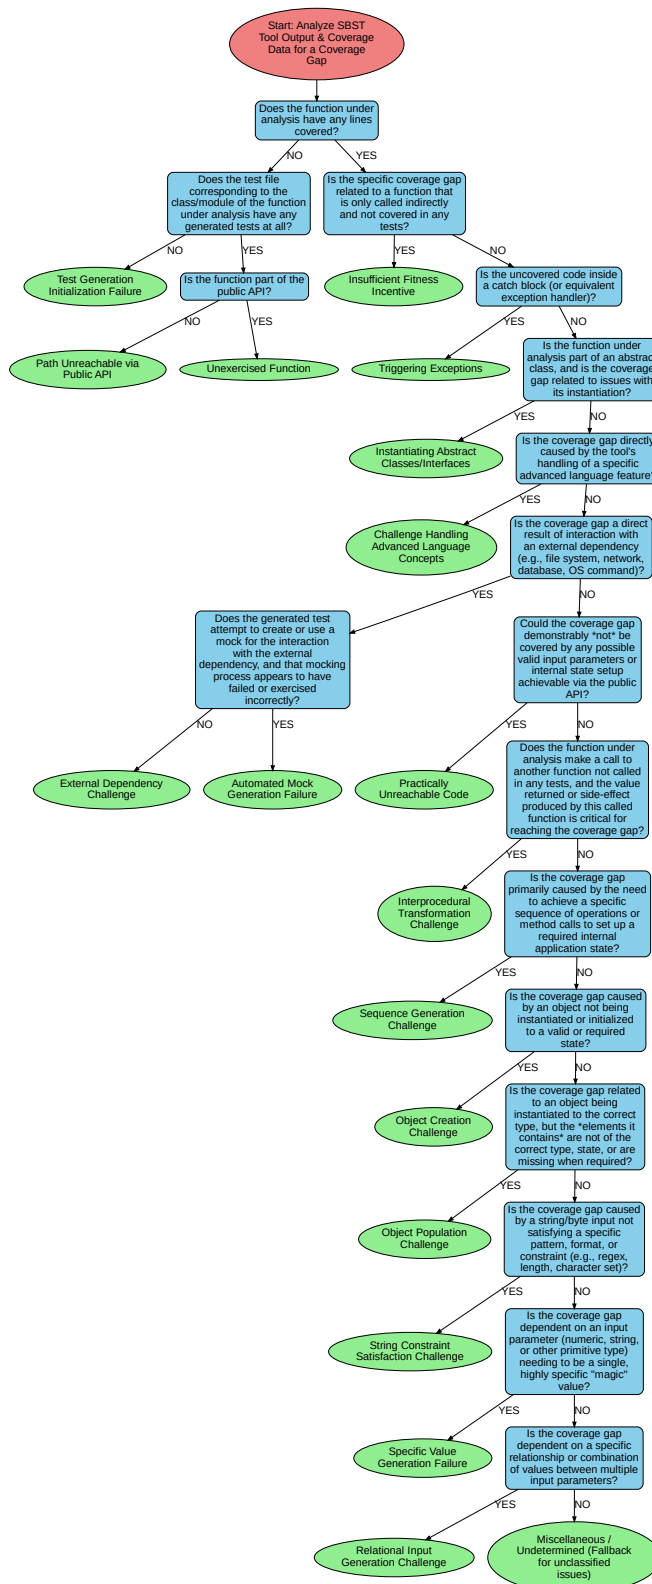 Start: Analyze SBST
Tool Output & Coverage
Data for a Coverage
Gap
Does the function under
analysis have any lines
covered?
NO
YES
Does the test file
corresponding to the
class/module of the function
under analysis have any
generated tests at all?
Is the specific coverage gap
related to a function that
is only called indirectly
and not covered in any
tests?
NO
YES
YES
NO
Test Generation
Initialization Failure
Is the function part of the
public API?
Insufficient Fitness
Incentive
Is the uncovered code inside
a catch block (or equivalent
exception handler)?
NO
YES
YES
NO
Path Unreachable via
Public API
Unexercised Function
Triggering Exceptions
Is the function under
analysis part of an abstract
class, and is the coverage
gap related to issues with
its instantiation?
YES
NO
Instantiating Abstract
Classes/Interfaces
Is the coverage gap directly
caused by the tool's
handling of a specific
advanced language feature?
YES
NO
Challenge Handling
Advanced Language
Concepts
Is the coverage gap a direct
result of interaction with
an external dependency
(e.g., file system, network,
database, OS command)?
YES
NO
Does the generated test
attempt to create or use a
mock for the interaction
with the external
dependency, and that mocking
process appears to have
failed or exercised
incorrectly?
Could the coverage gap
demonstrably *not* be
covered by any possible
valid input parameters or
internal state setup
achievable via the public
API?
NO
YES
YES
NO
External Dependency
Challenge
Automated Mock
Generation Failure
Practically
Unreachable Code
Does the function under
analysis make a call to
another function not called
in any tests, and the value
returned or side-effect
produced by this called
function is critical for
reaching the coverage gap?
YES
NO
Interprocedural
Transformation
Challenge
Is the coverage gap
primarily caused by the need
to achieve a specific
sequence of operations or
method calls to set up a
required internal
application state?
YES
NO
Sequence Generation
Challenge
Is the coverage gap caused
by an object not being
instantiated or initialized
to a valid or required
state?
YES
NO
Object Creation
Challenge
Is the coverage gap related
to an object being
instantiated to the correct
type, but the *elements it
contains* are not of the
correct type, state, or are
missing when required?
YES
NO
Object Population
Challenge
Is the coverage gap caused
by a string/byte input not
satisfying a specific
pattern, format, or
constraint (e.g., regex,
length, character set)?
YES
NO
String Constraint
Satisfaction Challenge
Is the coverage gap
dependent on an input
parameter (numeric, string,
or other primitive type)
needing to be a single,
highly specific "magic"
value?
YES
NO
Specific Value
Generation Failure
Is the coverage gap
dependent on a specific
relationship or combination
of values between multiple
input parameters?
YES
NO
Relational Input
Generation Challenge
Miscellaneous /
Undetermined (Fallback
for unclassified
issues)